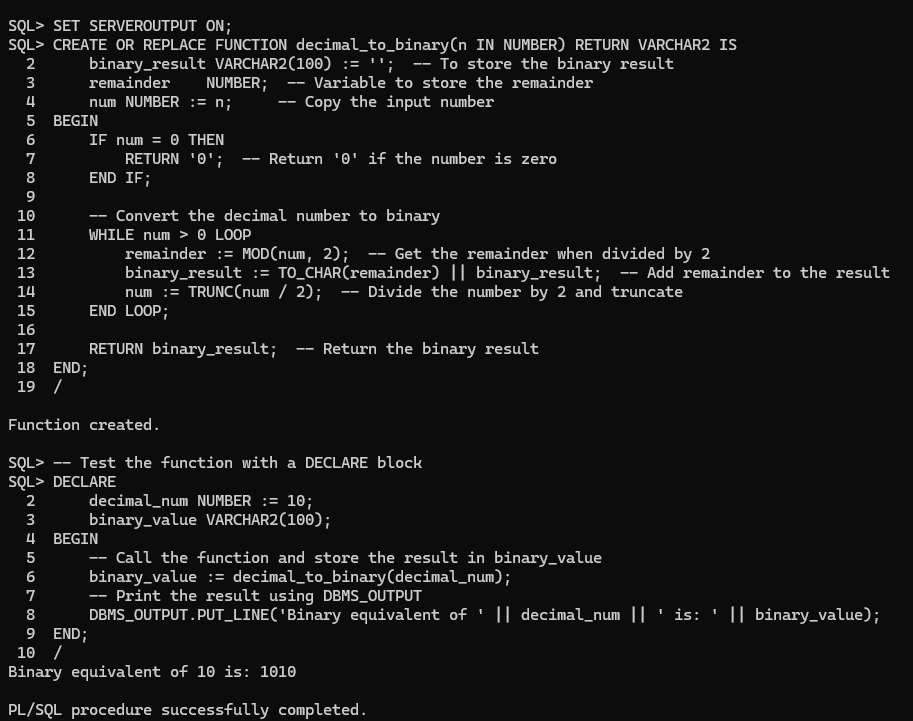 SQL> SET SERVEROUTPUT ON;
SQL> CREATE OR REPLACE FUNCTION decimal_to_binary(n IN NUMBER) RETURN VARCHAR2 IS
  2      binary_result VARCHAR2(100) := '';  -- To store the binary result
  3      remainder    NUMBER;  -- Variable to store the remainder
  4      num NUMBER := n;     -- Copy the input number
  5  BEGIN
  6      IF num = 0 THEN
  7          RETURN '0';  -- Return '0' if the number is zero
  8      END IF;
  9
 10      -- Convert the decimal number to binary
 11      WHILE num > 0 LOOP
 12          remainder := MOD(num, 2);  -- Get the remainder when divided by 2
 13          binary_result := TO_CHAR(remainder) || binary_result;  -- Add remainder to the result
 14          num := TRUNC(num / 2);  -- Divide the number by 2 and truncate
 15      END LOOP;
 16
 17      RETURN binary_result;  -- Return the binary result
 18  END;
 19  /
Function created.
SQL> -- Test the function with a DECLARE block
SQL> DECLARE
  2      decimal_num NUMBER := 10;
  3      binary_value VARCHAR2(100);
  4  BEGIN
  5      -- Call the function and store the result in binary_value
  6      binary_value := decimal_to_binary(decimal_num);
  7      -- Print the result using DBMS_OUTPUT
  8      DBMS_OUTPUT.PUT_LINE('Binary equivalent of ' || decimal_num || ' is: ' || binary_value);
  9  END;
 10  /
Binary equivalent of 10 is: 1010
PL/SQL procedure successfully completed.